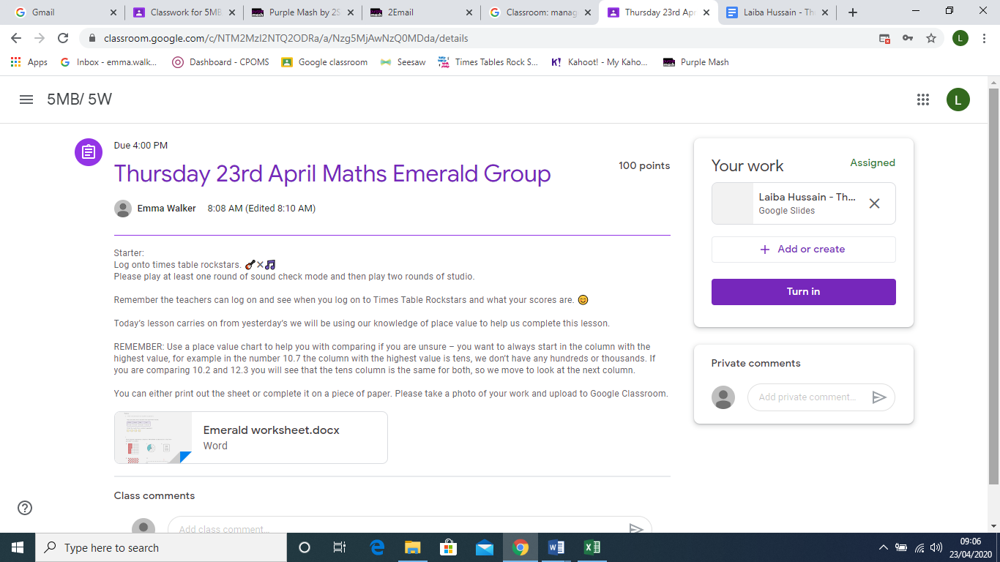 Gmail
Classwork for 5MB
Purple Mash by 2S
2Email
Classroom: manag
Thursday 23rd Apr
Laiba Hussain - Th
classroom.google.com/c/NTM2MzI2NTQ2ODRa/a/Nzg5MjAwNzQ0MDda/details
L
Apps
Inbox - emma.walk...
Dashboard - CPOMS
Google classroom
Seesaw
Times Tables Rock S...
K! Kahoot! - My Kaho...
Purple Mash
5MB/ 5W
L
Due 4:00 PM
Thursday 23rd April Maths Emerald Group
100 points
Emma Walker 8:08 AM (Edited 8:10 AM)
Starter:
Log onto times table rockstars. 🎸×🎵
Please play at least one round of sound check mode and then play two rounds of studio.
Remember the teachers can log on and see when you log on to Times Table Rockstars and what your scores are. 😊
Today's lesson carries on from yesterday's we will be using our knowledge of place value to help us complete this lesson.
REMEMBER: Use a place value chart to help you with comparing if you are unsure – you want to always start in the column with the
highest value, for example in the number 10.7 the column with the highest value is tens, we don't have any hundreds or thousands. If
you are comparing 10.2 and 12.3 you will see that the tens column is the same for both, so we move to look at the next column.
You can either print out the sheet or complete it on a piece of paper. Please take a photo of your work and upload to Google Classroom.
Emerald worksheet.docx
Word
Class comments
Add class comment...
Your work
Assigned
Laiba Hussain - Th...
Google Slides
+ Add or create
Turn in
Private comments
Add private comment...
Type here to search
09:06
23/04/2020